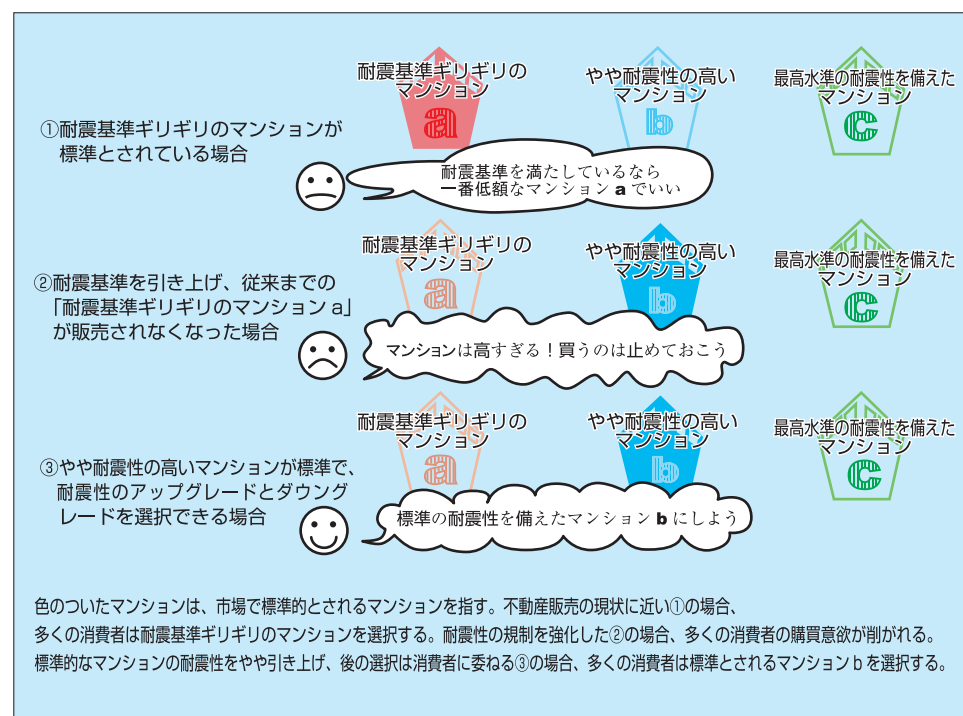 耐震基準ギリギリの
マンション
a
やや耐震性の高い
マンション
b
最高水準の耐震性を備えた
マンション
c
①耐震基準ギリギリのマンションが
標準とされている場合
耐震基準を満たしているなら
一番低額なマンション a でいい
耐震基準ギリギリの
マンション
a
やや耐震性の高い
マンション
b
最高水準の耐震性を備えた
マンション
c
②耐震基準を引き上げ、従来までの
「耐震基準ギリギリのマンション a」
が販売されなくなった場合
マンションは高すぎる！買うのは止めておこう
耐震基準ギリギリの
マンション
a
やや耐震性の高い
マンション
b
最高水準の耐震性を備えた
マンション
c
③やや耐震性の高いマンションが標準で、
耐震性のアップグレードとダウング
レードを選択できる場合
標準の耐震性を備えたマンション b にしよう
色のついたマンションは、市場で標準的とされるマンションを指す。不動産販売の現状に近い①の場合、
多くの消費者は耐震基準ギリギリのマンションを選択する。耐震性の規制を強化した②の場合、多くの消費者の購買意欲が削がれる。
標準的なマンションの耐震性をやや引き上げ、後の選択は消費者に委ねる③の場合、多くの消費者は標準とされるマンション b を選択する。